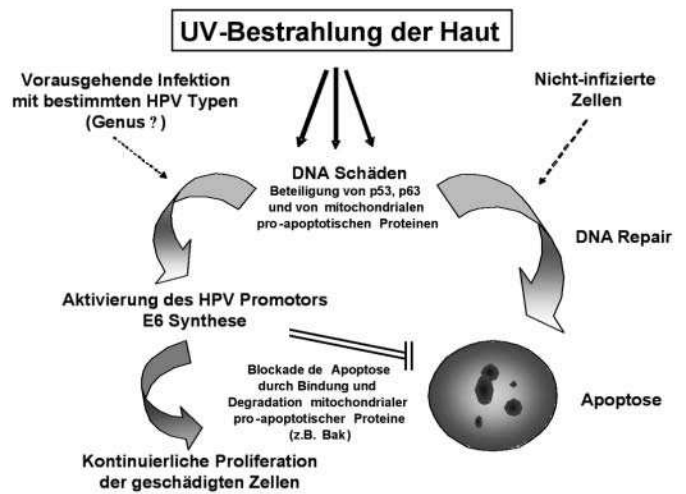 UV-Bestrahlung der Haut
Vorausgehende Infektion
mit bestimmten HPV Typen
(Genus ?)
Nicht-infizierte
Zellen
DNA Schäden
Beteiligung von p53, p63
und von mitochondrialen
pro-apoptotischen Proteinen
DNA Repair
Aktivierung des HPV Promotors
E6 Synthese
Blockade de Apoptose
durch Bindung und
Degradation mitochondrialer
pro-apoptotischer Proteine
(z.B. Bak)
Apoptose
Kontinuierliche Proliferation
der geschädigten Zellen